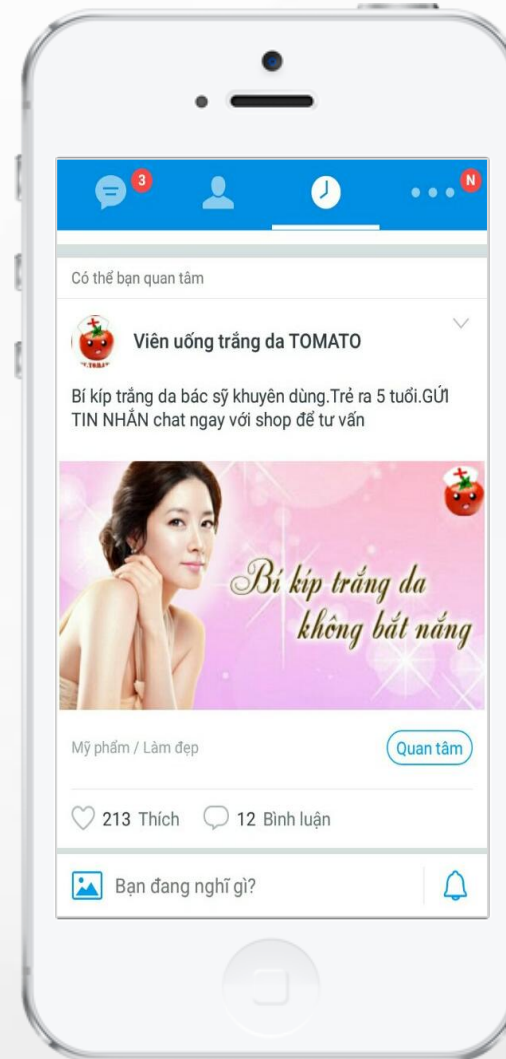 3
N
Có thể bạn quan tâm
Viên uống trắng da TOMATO
Bí kíp trắng da bác sỹ khuyên dùng.Trẻ ra 5 tuổi.GỬI
TIN NHẮN chat ngay với shop để tư vấn
Bí kíp trắng da
không bắt nắng
Mỹ phẩm / Làm đẹp
Quan tâm
213 Thích
12 Bình luận
Bạn đang nghĩ gì?